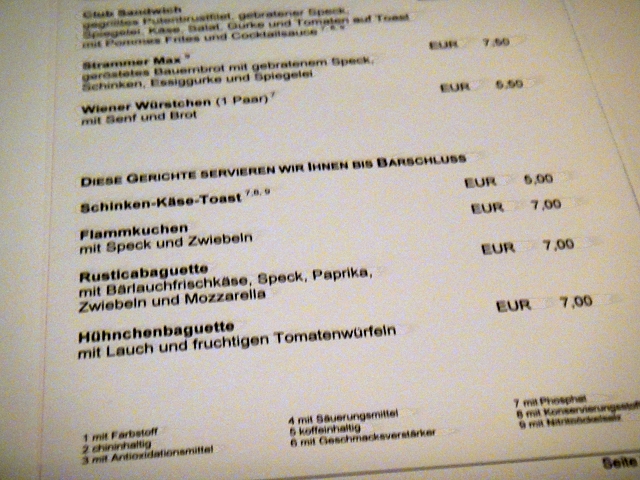 Club Sandwich
gegrilltes Putenbrustfilet, gebratener Speck,
Spiegelei, Käse, Salat, Gurke und Tomaten auf Toast
mit Pommes Frites und Cocktailsauce
EUR 7,50
Strammer Max 9
geröstetes Bauernbrot mit gebratenem Speck,
Schinken, Essiggurke und Spiegelei
EUR 5,50
Wiener Würstchen (1 Paar) 7
mit Senf und Brot
DIESE GERICHTE SERVIEREN WIR IHNEN BIS BARSCHLUSS
Schinken-Käse-Toast 7,8,9 EUR 5,00
Flammkuchen EUR 7,00
mit Speck und Zwiebeln
Rusticabaguette EUR 7,00
mit Bärlauchfrischkäse, Speck, Paprika,
Zwiebeln und Mozzarella
Hühnchenbaguette EUR 7,00
mit Lauch und fruchtigen Tomatenwürfeln
1 mit Farbstoff
2 chininhaltig
3 mit Antioxidationsmittel
4 mit Säuerungsmittel
5 koffeinhaltig
6 mit Geschmacksverstärker
7 mit Phosphat
8 mit Konservierungsstoff
9 mit Nitritpökelsalz
Seite